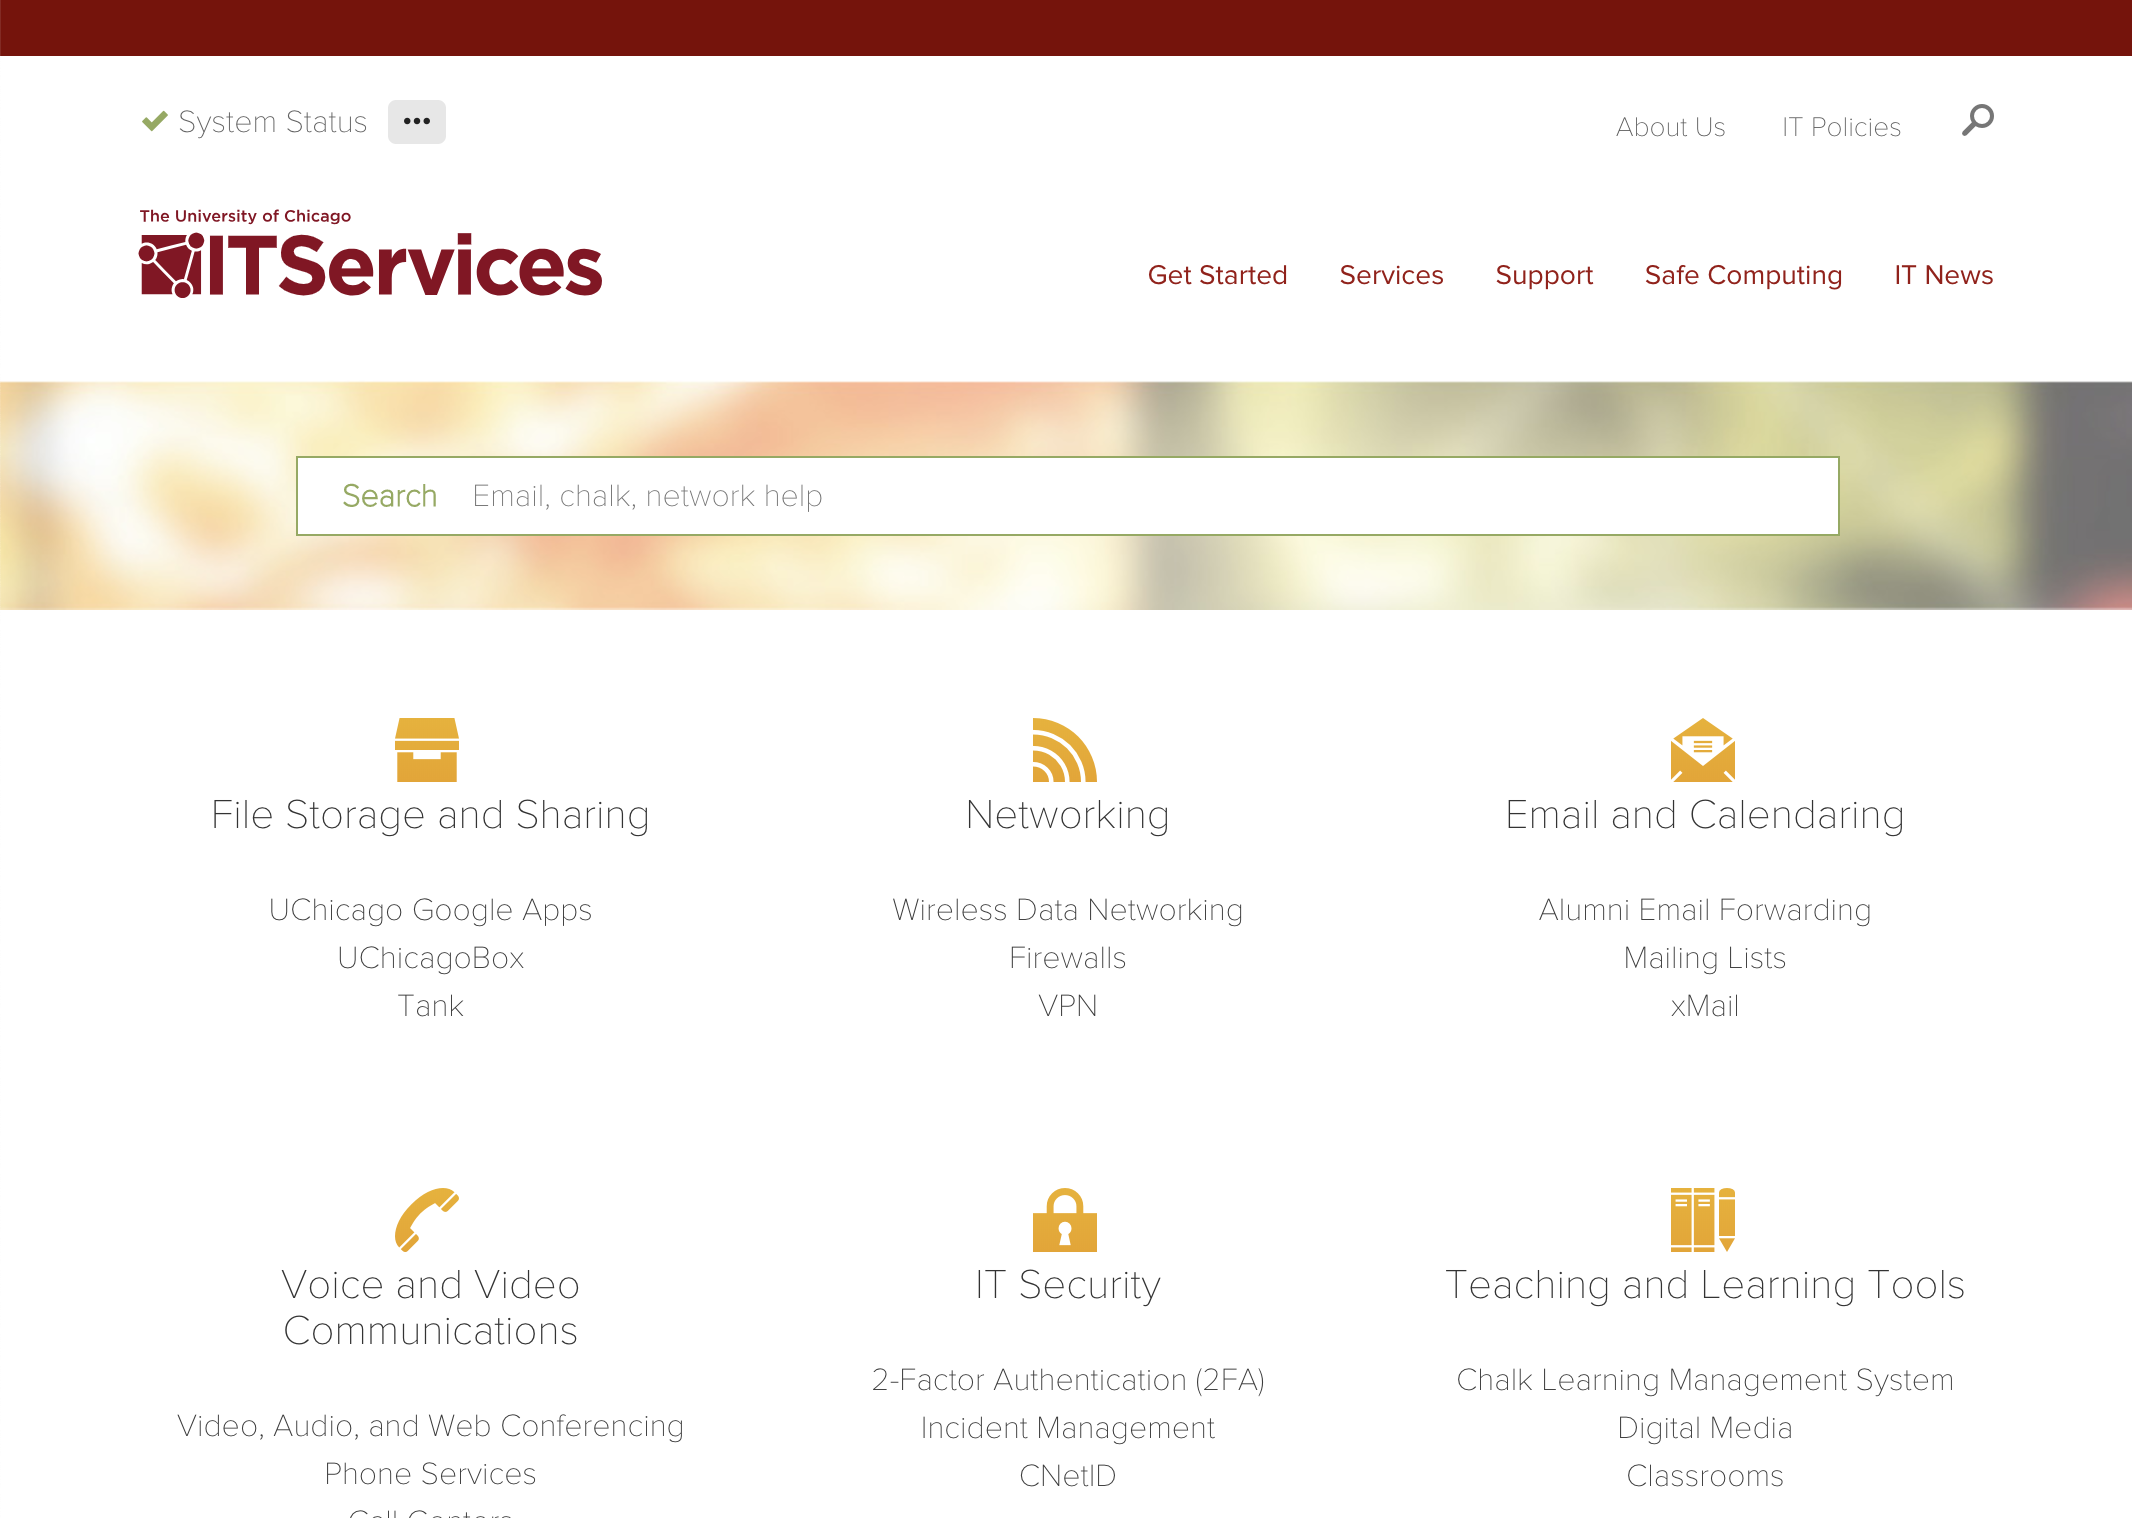 System Status
About Us
IT Policies
The University of Chicago
ITServices
Get Started
Services
Support
Safe Computing
IT News
Search
Email, chalk, network help
File Storage and Sharing
UChicago Google Apps
UChicagoBox
Tank
Networking
Wireless Data Networking
Firewalls
VPN
Email and Calendaring
Alumni Email Forwarding
Mailing Lists
xMail
Voice and Video
Communications
Video, Audio, and Web Conferencing
Phone Services
Call Centers
IT Security
2-Factor Authentication (2FA)
Incident Management
CNetID
Teaching and Learning Tools
Chalk Learning Management System
Digital Media
Classrooms